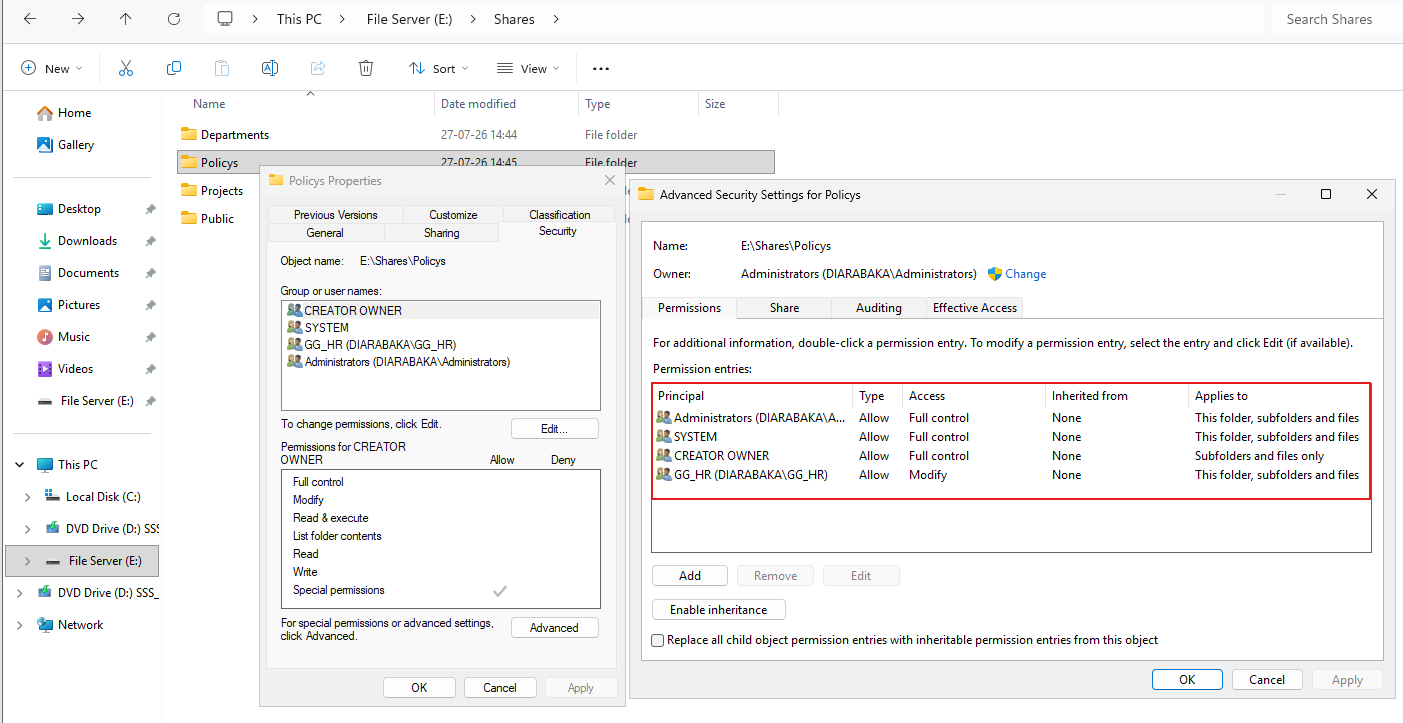 This PC > File Server (E:) > Shares >
Search Shares
New
Sort
View
Name
Date modified
Type
Size
Home
Gallery
Desktop
Downloads
Documents
Pictures
Music
Videos
File Server (E:)
This PC
Local Disk (C:)
DVD Drive (D:) SSS
File Server (E:)
DVD Drive (D:) SSS_
Network
Departments 27-07-26 14:44 File folder
Policys 27-07-26 14:45 File folder
Projects
Public
Policys Properties
Previous Versions Customize Classification
General Sharing Security
Object name: E:\Shares\Policys
Group or user names:
CREATOR OWNER
SYSTEM
GG_HR (DIARABAKA\GG_HR)
Administrators (DIARABAKA\Administrators)
To change permissions, click Edit.
Edit...
Permissions for CREATOR
OWNER
Allow Deny
Full control
Modify
Read & execute
List folder contents
Read
Write
Special permissions
For special permissions or advanced settings,
click Advanced.
Advanced
OK Cancel Apply
Advanced Security Settings for Policys
Name: E:\Shares\Policys
Owner: Administrators (DIARABAKA\Administrators) Change
Permissions Share Auditing Effective Access
For additional information, double-click a permission entry. To modify a permission entry, select the entry and click Edit (if available).
Permission entries:
Principal Type Access Inherited from Applies to
Administrators (DIARABAKA\A... Allow Full control None This folder, subfolders and files
SYSTEM Allow Full control None This folder, subfolders and files
CREATOR OWNER Allow Full control None Subfolders and files only
GG_HR (DIARABAKA\GG_HR) Allow Modify None This folder, subfolders and files
Add Remove Edit
Enable inheritance
Replace all child object permission entries with inheritable permission entries from this object
OK Cancel Apply